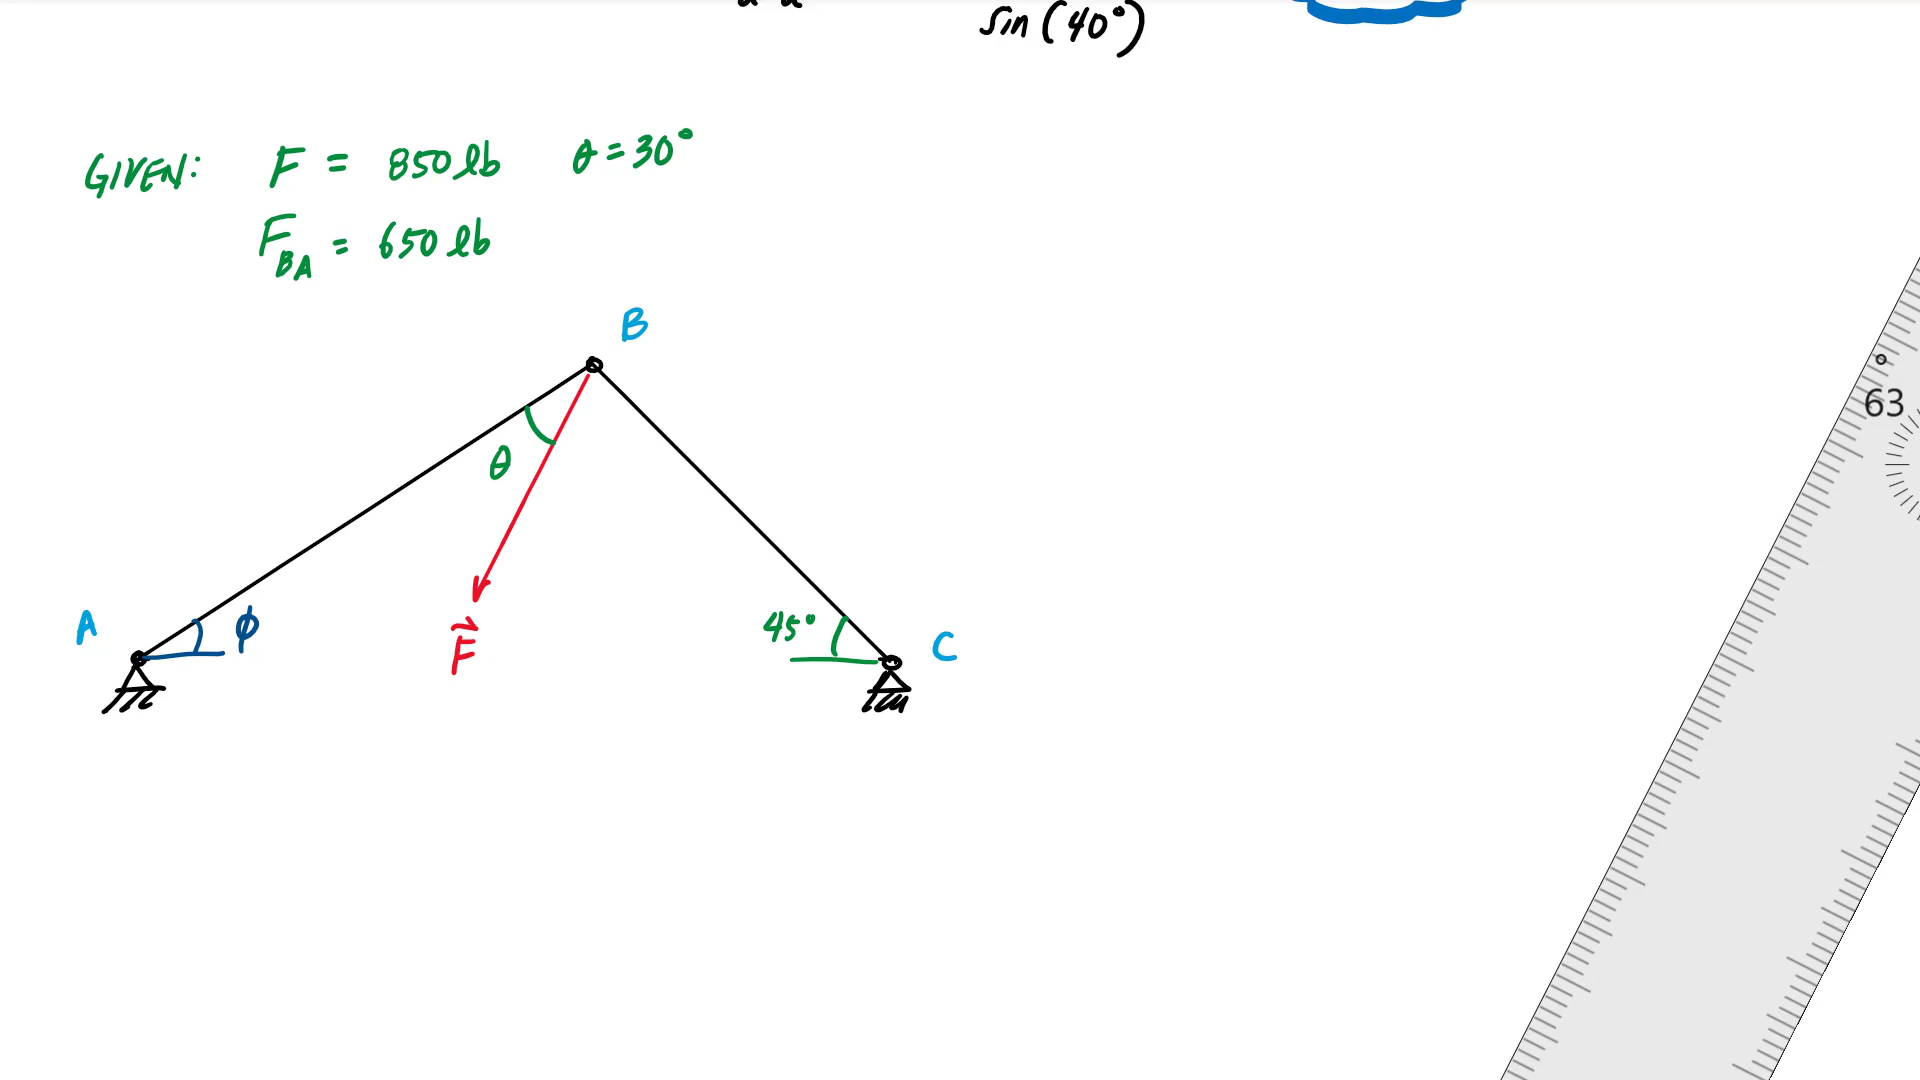 sin (40°)
GIVEN: F = 850 lb θ = 30°
F_BA = 650 lb
B
θ
A
ϕ
F⃗
45°
C
°
63